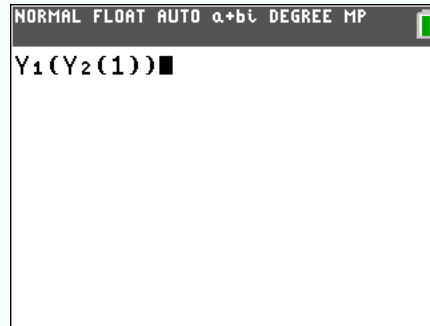 NORMAL FLOAT AUTO a+bi DEGREE MP
Y₁(Y₂(1))